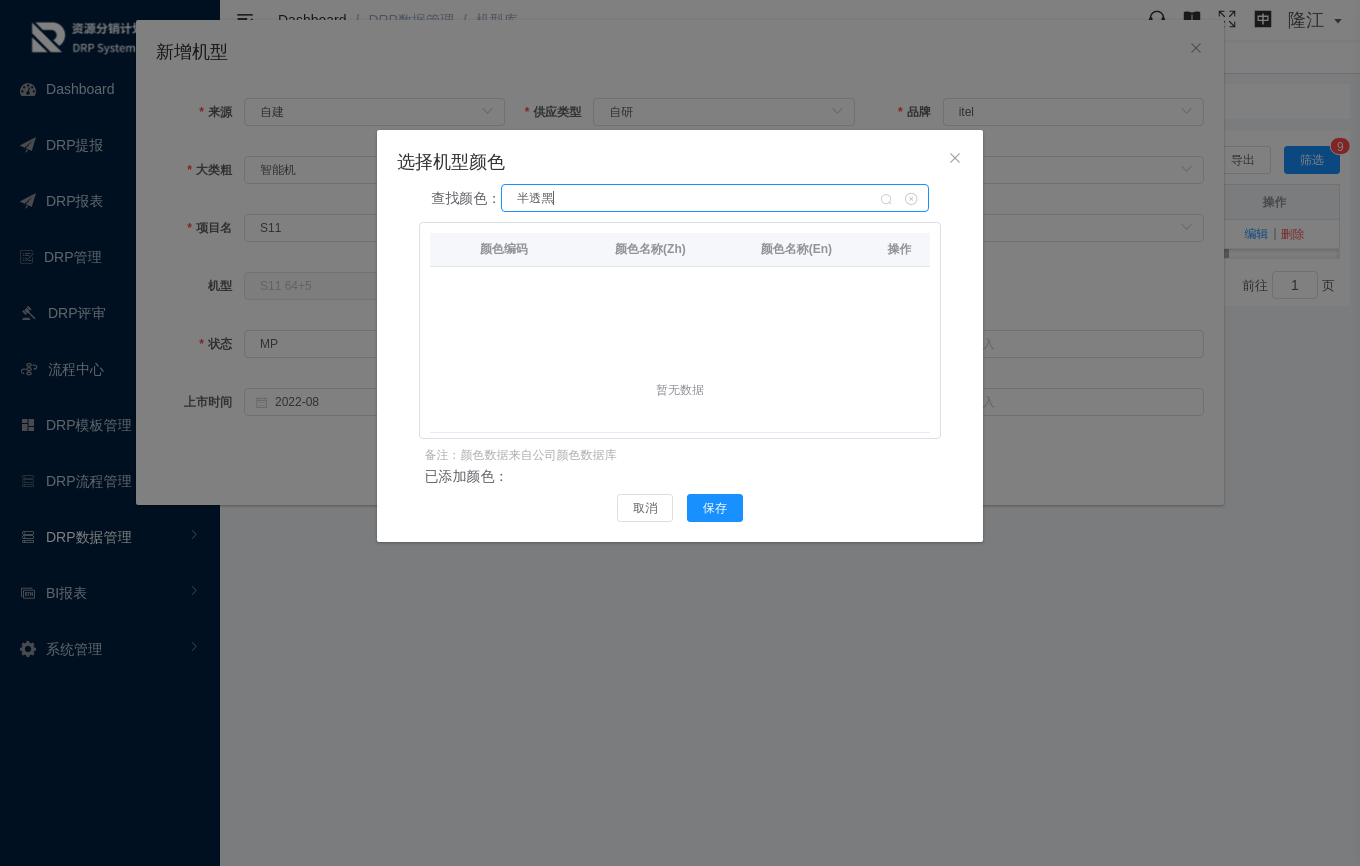 资源分销计
DRP System
Dashboard
DRP提报
DRP报表
DRP管理
DRP评审
流程中心
DRP模板管理
DRP流程管理
DRP数据管理
BI报表
系统管理
Dashboard / DRP数据管理 / 机型库
中
隆江
新增机型
* 来源 自建
* 供应类型 自研
* 品牌 itel
* 大类粗 智能机
* 项目名 S11
机型 S11 64+5
* 状态 MP
入
上市时间 2022-08
入
导出
筛选
9
操作
编辑 | 删除
前往 1 页
选择机型颜色
查找颜色： 半透黑
颜色编码 颜色名称(Zh) 颜色名称(En) 操作
暂无数据
备注：颜色数据来自公司颜色数据库
已添加颜色：
取消
保存